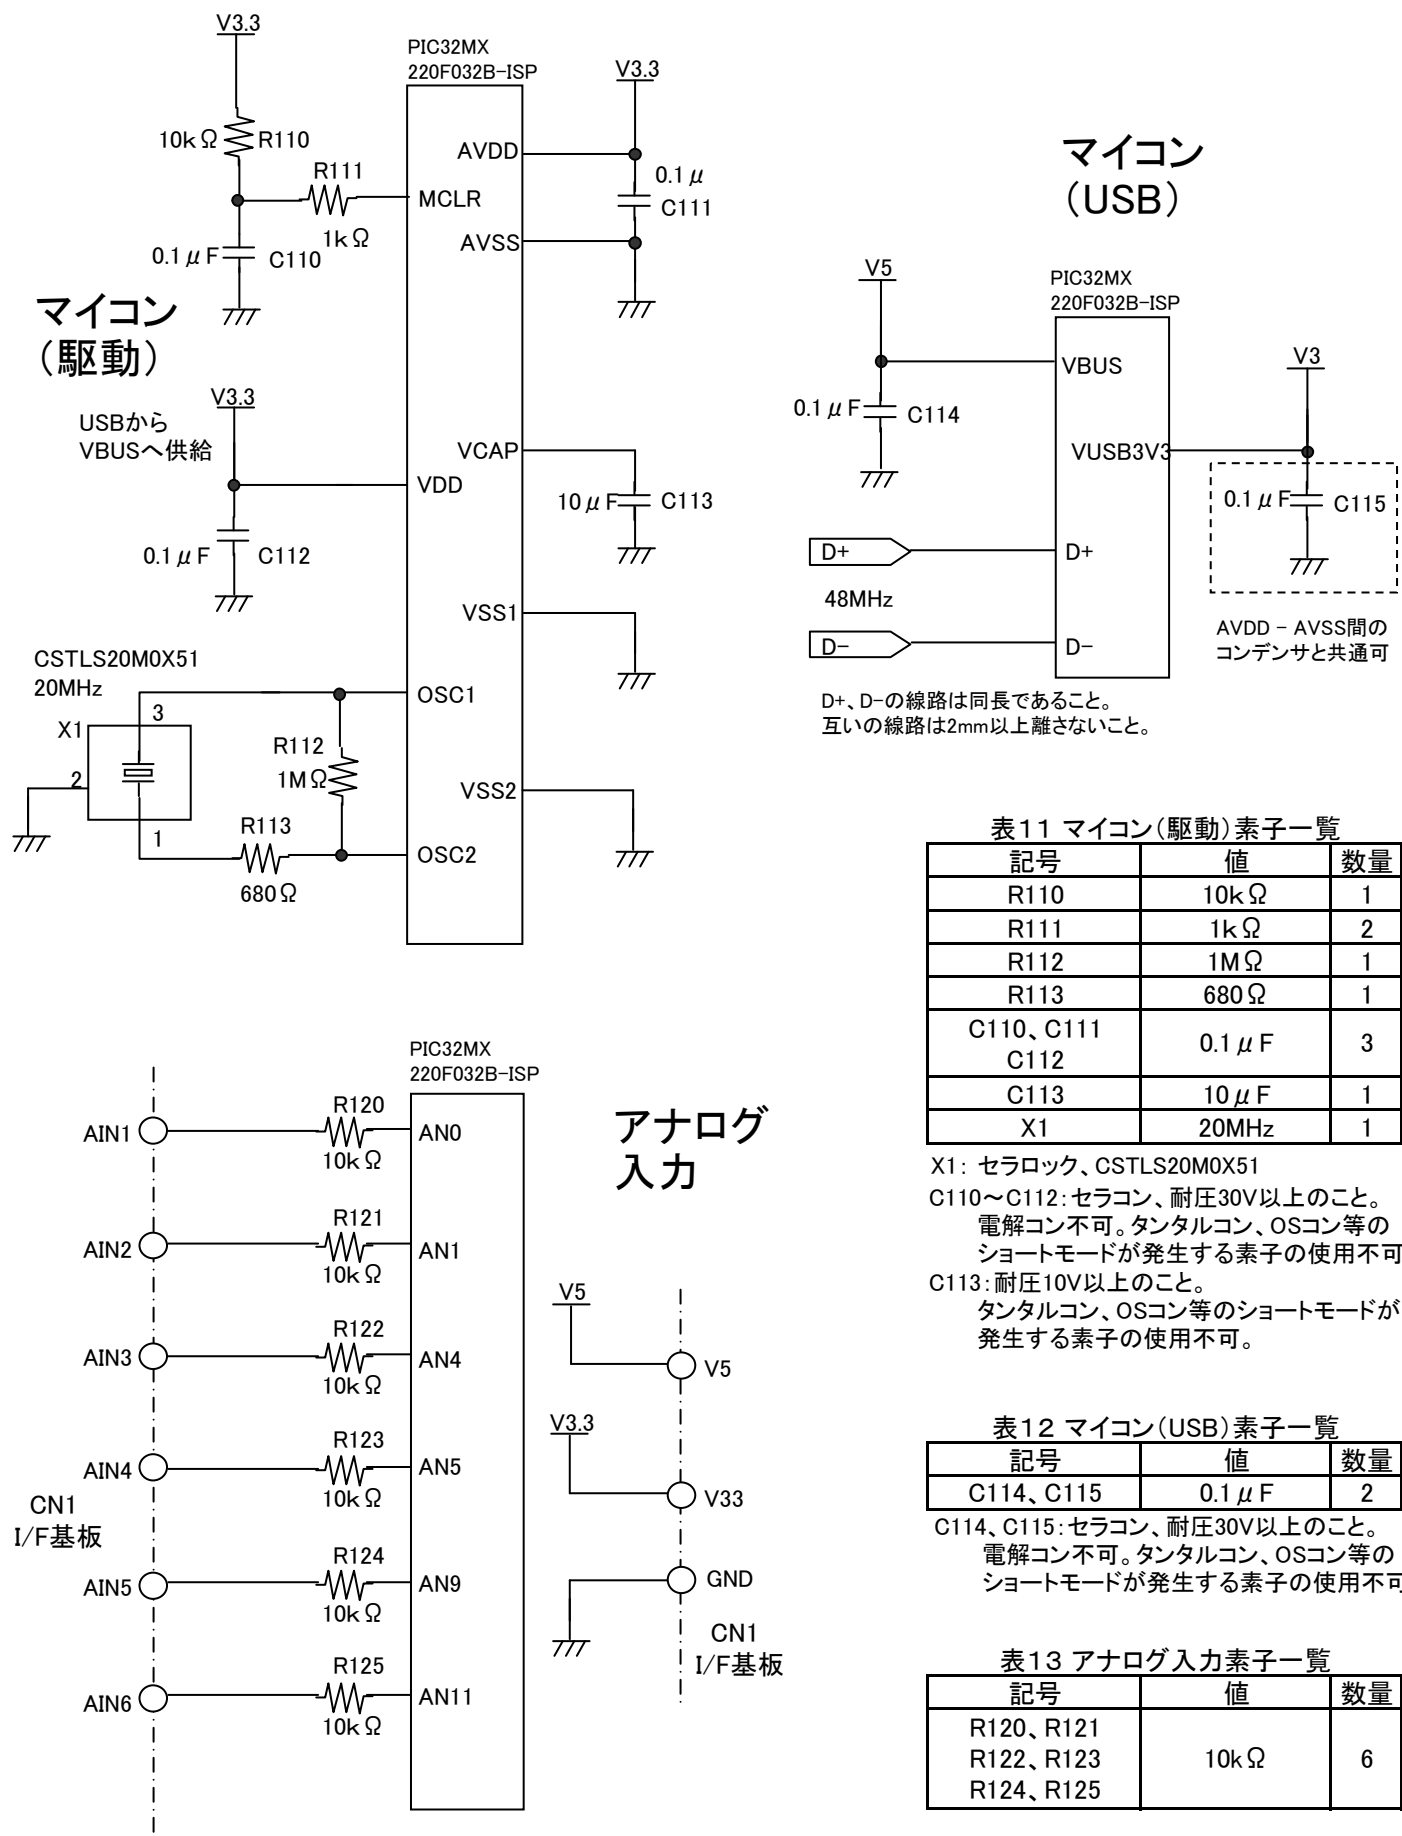 V3.3
PIC32MX
220F032B-ISP
V3.3
10kΩ
R110
R111
1kΩ
AVDD
MCLR
AVSS
0.1μ
C111
0.1μF
C110
マイコン
(駆動)
V3.3
USBから
VBUSへ供給
VDD
0.1μF
C112
VCAP
10μF
C113
VSS1
CSTLS20M0X51
20MHz
X1
3
2
1
OSC1
R112
1MΩ
R113
680Ω
OSC2
VSS2
マイコン
(USB)
V5
PIC32MX
220F032B-ISP
VBUS
0.1μF
C114
V3
VUSB3V3
0.1μF
C115
D+
D+
48MHz
D-
D-
AVDD - AVSS間の
コンデンサと共通可
D+、D-の線路は同長であること。
互いの線路は2mm以上離さないこと。
表11 マイコン(駆動)素子一覧
記号 値 数量
R110 10kΩ 1
R111 1kΩ 2
R112 1MΩ 1
R113 680Ω 1
C110、C111
C112 0.1μF 3
C113 10μF 1
X1 20MHz 1
X1: セラロック、CSTLS20M0X51
C110～C112:セラコン、耐圧30V以上のこと。
電解コン不可。タンタルコン、OSコン等の
ショートモードが発生する素子の使用不可
C113:耐圧10V以上のこと。
タンタルコン、OSコン等のショートモードが
発生する素子の使用不可。
表12 マイコン(USB)素子一覧
記号 値 数量
C114、C115 0.1μF 2
C114、C115:セラコン、耐圧30V以上のこと。
電解コン不可。タンタルコン、OSコン等の
ショートモードが発生する素子の使用不可
表13 アナログ入力素子一覧
記号 値 数量
R120、R121
R122、R123 10kΩ 6
R124、R125
PIC32MX
220F032B-ISP
アナログ
入力
AIN1
R120
10kΩ
AN0
AIN2
R121
10kΩ
AN1
AIN3
R122
10kΩ
AN4
AIN4
R123
10kΩ
AN5
CN1
I/F基板
AIN5
R124
10kΩ
AN9
AIN6
R125
10kΩ
AN11
V5
V5
V3.3
V33
GND
CN1
I/F基板